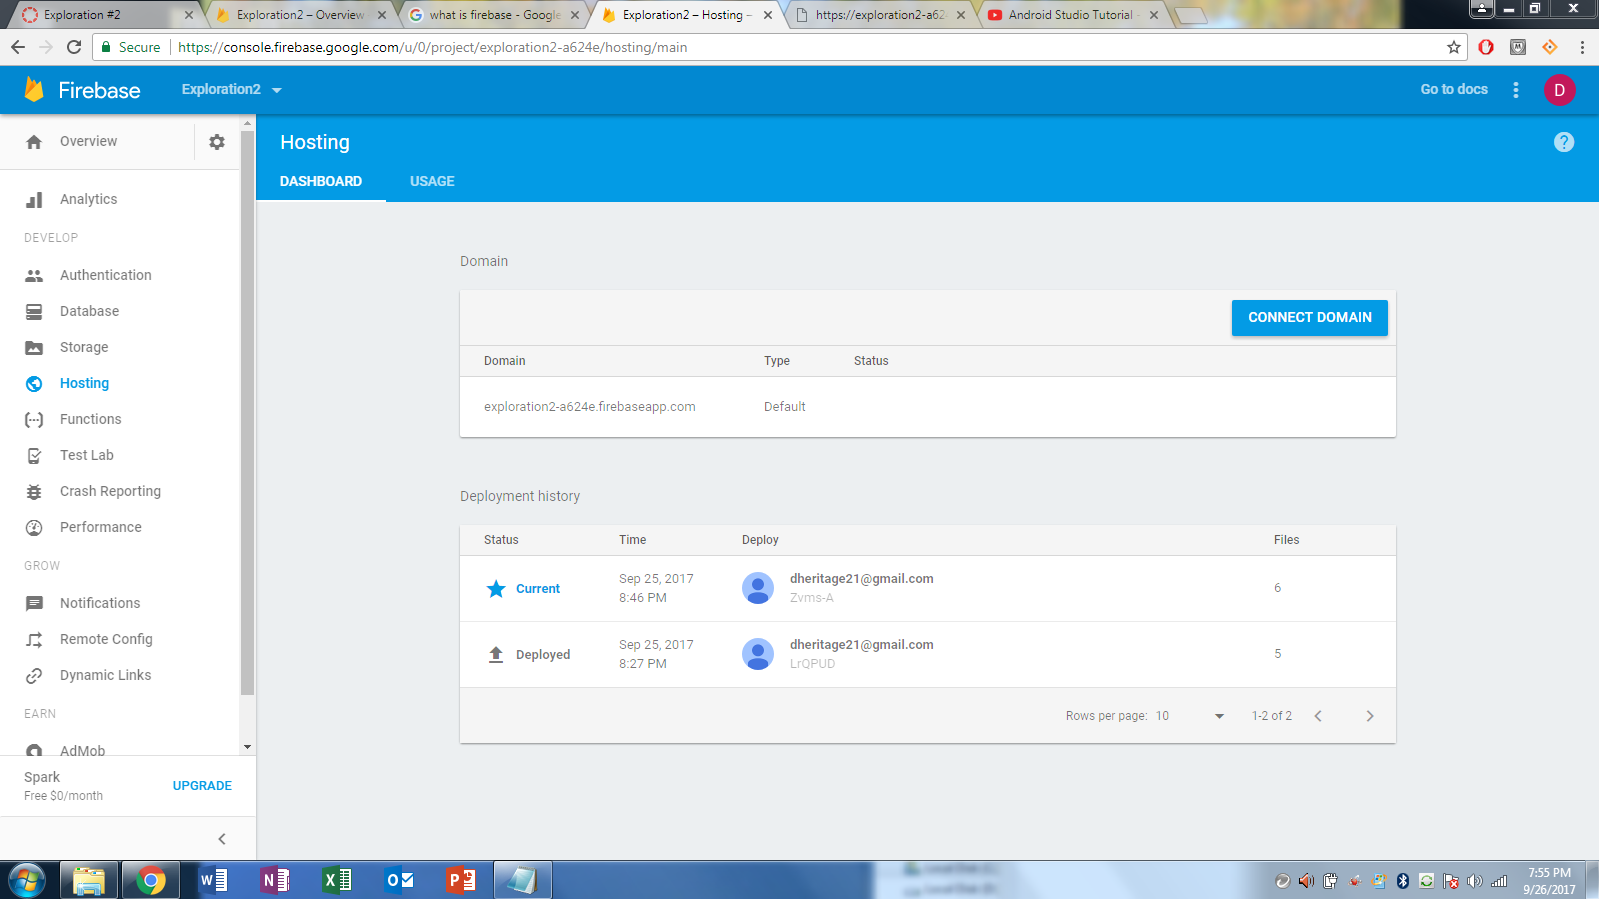 Exploration #2
Exploration2 – Overview
what is firebase - Google
Exploration2 – Hosting –
https://exploration2-a624
Android Studio Tutorial -
Secure
https://console.firebase.google.com/u/0/project/exploration2-a624e/hosting/main
Firebase
Exploration2
Go to docs
D
Overview
Hosting
?
DASHBOARD
USAGE
Analytics
DEVELOP
Authentication
Database
Storage
Hosting
Functions
Test Lab
Crash Reporting
Performance
GROW
Notifications
Remote Config
Dynamic Links
EARN
AdMob
Spark
Free $0/month
UPGRADE
Domain
CONNECT DOMAIN
Domain Type Status
exploration2-a624e.firebaseapp.com Default
Deployment history
Status Time Deploy Files
Current
Sep 25, 2017
8:46 PM
dheritage21@gmail.com
Zvms-A
6
Deployed
Sep 25, 2017
8:27 PM
dheritage21@gmail.com
LrQPUD
5
Rows per page: 10 1-2 of 2
7:55 PM
9/26/2017